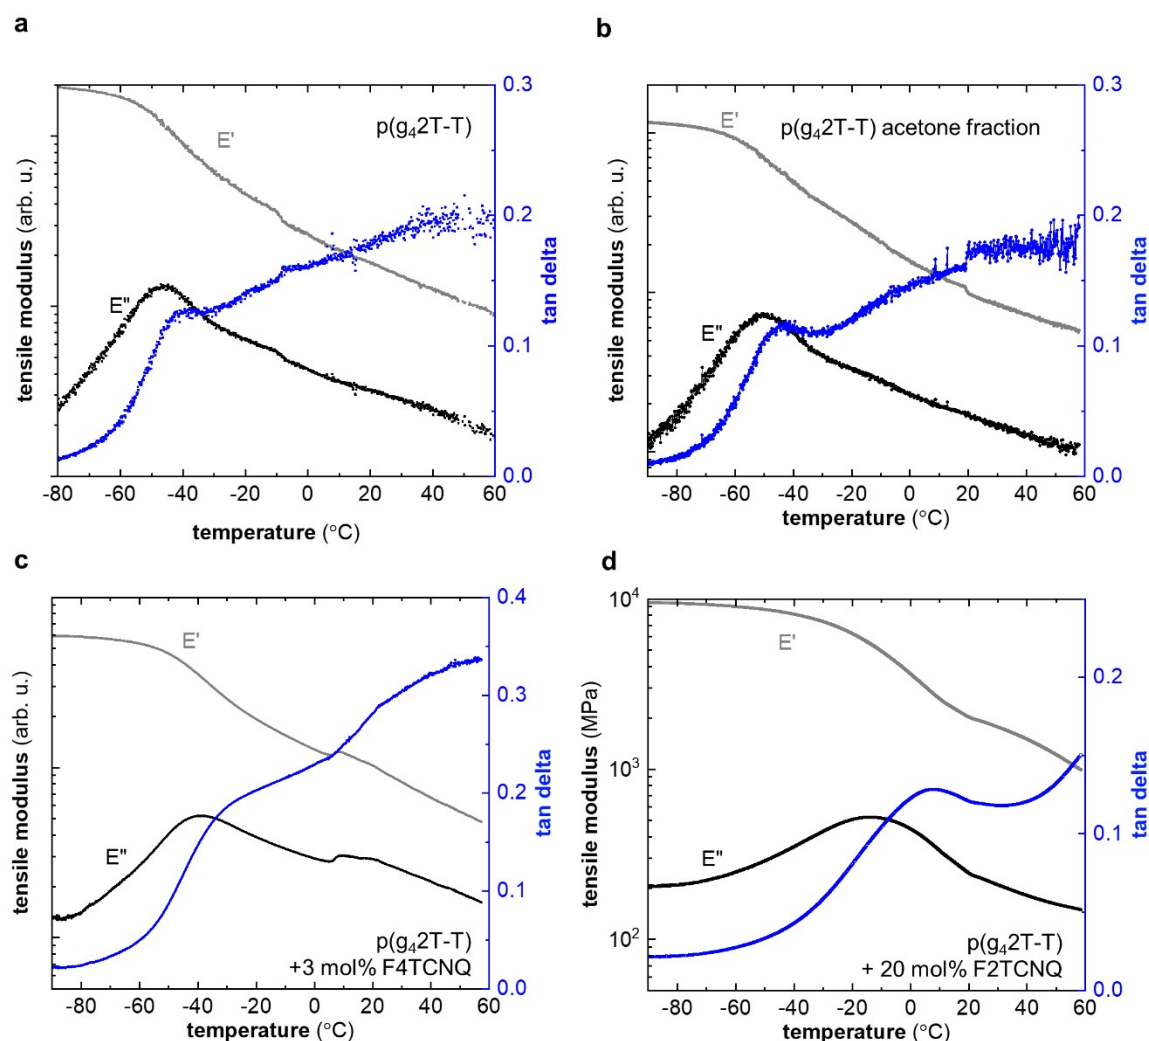 a
0.3
0.2
0.1
0.0
tan delta
tensile modulus (arb. u.)
E'
E"
p(g₄2T-T)
-80 -60 -40 -20 0 20 40 60
temperature (°C)
b
0.3
0.2
0.1
0.0
tan delta
tensile modulus (arb. u.)
E'
E"
p(g₄2T-T) acetone fraction
-80 -60 -40 -20 0 20 40 60
temperature (°C)
c
0.4
0.3
0.2
0.1
0.0
tan delta
tensile modulus (arb. u.)
E'
E"
p(g₄2T-T)
+3 mol% F4TCNQ
-80 -60 -40 -20 0 20 40 60
temperature (°C)
d
10⁴
10³
10²
tensile modulus (MPa)
0.2
0.1
0.0
tan delta
E'
E"
p(g₄2T-T)
+ 20 mol% F2TCNQ
-80 -60 -40 -20 0 20 40 60
temperature (°C)